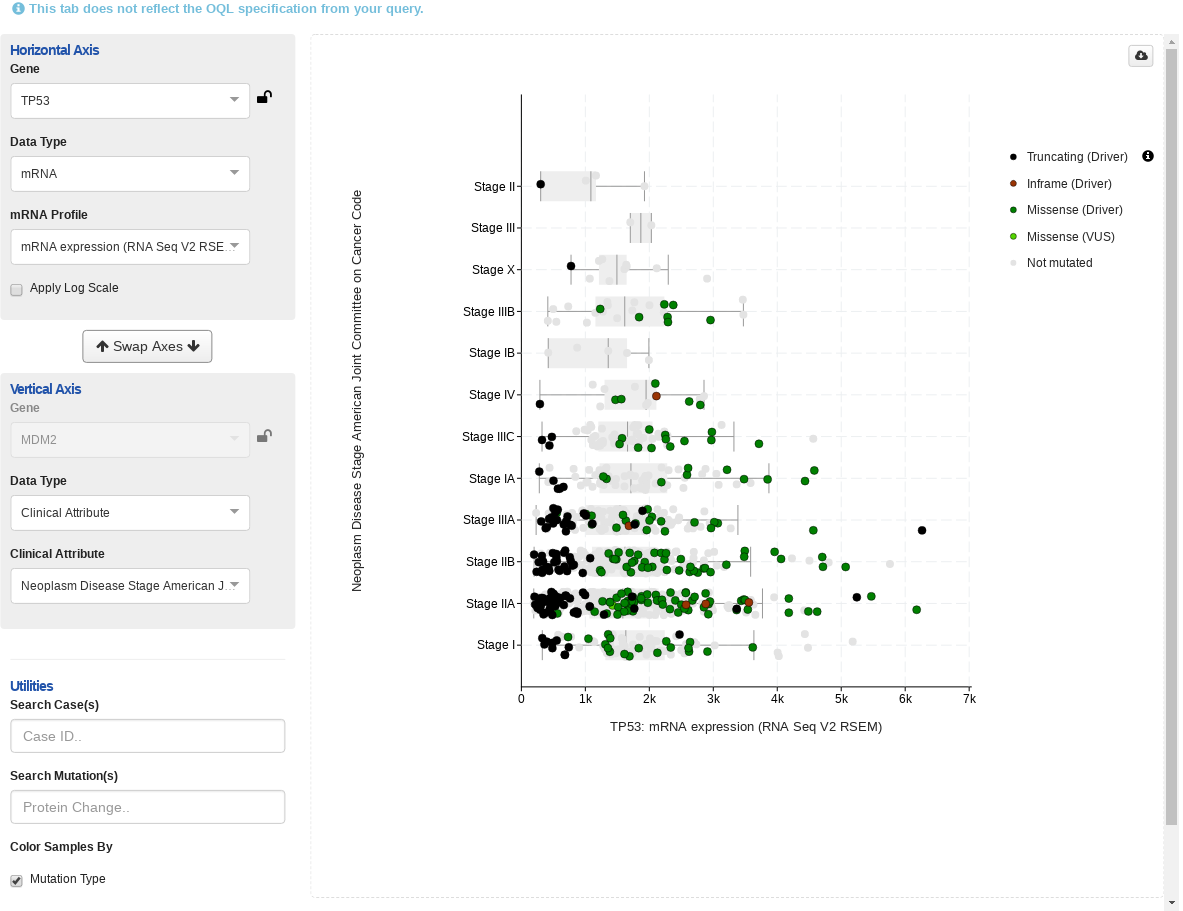 This tab does not reflect the OQL specification from your query.
Horizontal Axis
Gene
TP53
Data Type
mRNA
mRNA Profile
mRNA expression (RNA Seq V2 RSE...
Apply Log Scale
Swap Axes
Vertical Axis
Gene
MDM2
Data Type
Clinical Attribute
Clinical Attribute
Neoplasm Disease Stage American J...
Utilities
Search Case(s)
Case ID..
Search Mutation(s)
Protein Change..
Color Samples By
Mutation Type
Neoplasm Disease Stage American Joint Committee on Cancer Code
Stage II
Stage III
Stage X
Stage IIIB
Stage IB
Stage IV
Stage IIIC
Stage IA
Stage IIIA
Stage IIB
Stage IIA
Stage I
0 1k 2k 3k 4k 5k 6k 7k
TP53: mRNA expression (RNA Seq V2 RSEM)
Truncating (Driver)
Inframe (Driver)
Missense (Driver)
Missense (VUS)
Not mutated